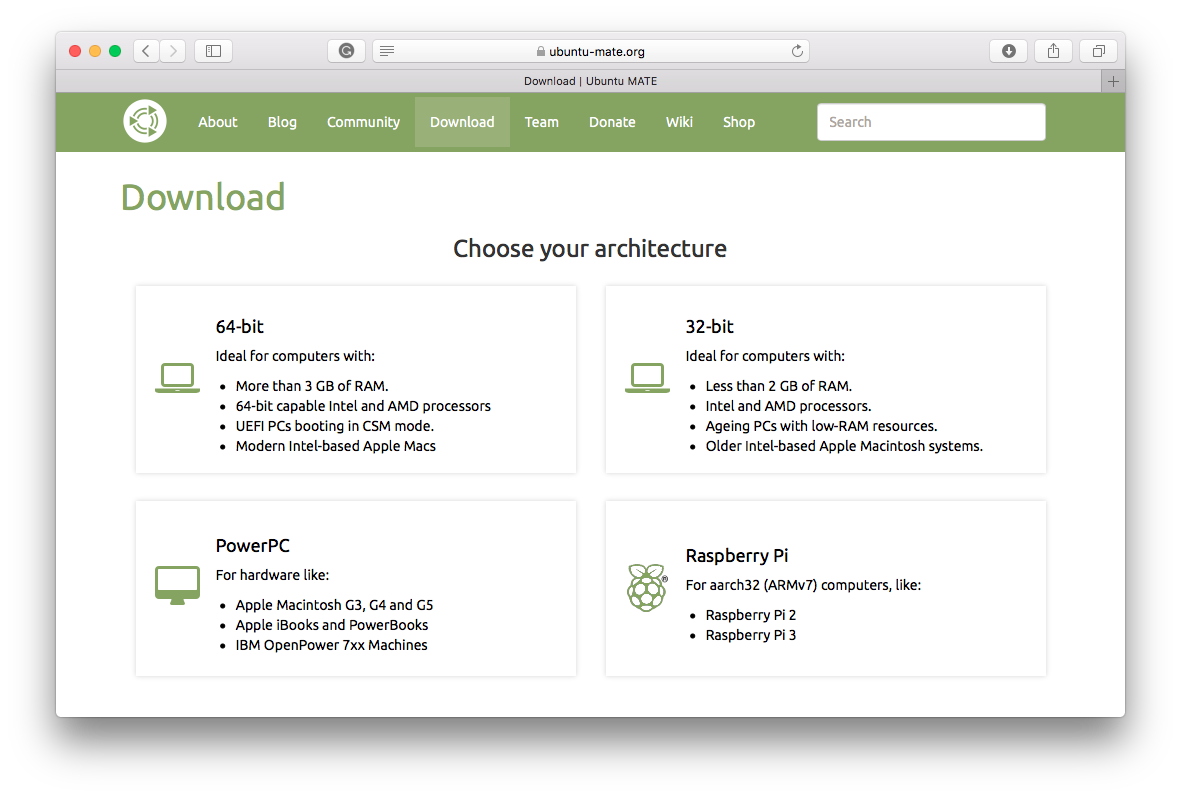 ubuntu-mate.org
Download | Ubuntu MATE
About Blog Community Download Team Donate Wiki Shop Search
Download
Choose your architecture
64-bit
Ideal for computers with:
More than 3 GB of RAM.
64-bit capable Intel and AMD processors
UEFI PCs booting in CSM mode.
Modern Intel-based Apple Macs
32-bit
Ideal for computers with:
Less than 2 GB of RAM.
Intel and AMD processors.
Ageing PCs with low-RAM resources.
Older Intel-based Apple Macintosh systems.
PowerPC
For hardware like:
Apple Macintosh G3, G4 and G5
Apple iBooks and PowerBooks
IBM OpenPower 7xx Machines
Raspberry Pi
®
For aarch32 (ARMv7) computers, like:
Raspberry Pi 2
Raspberry Pi 3